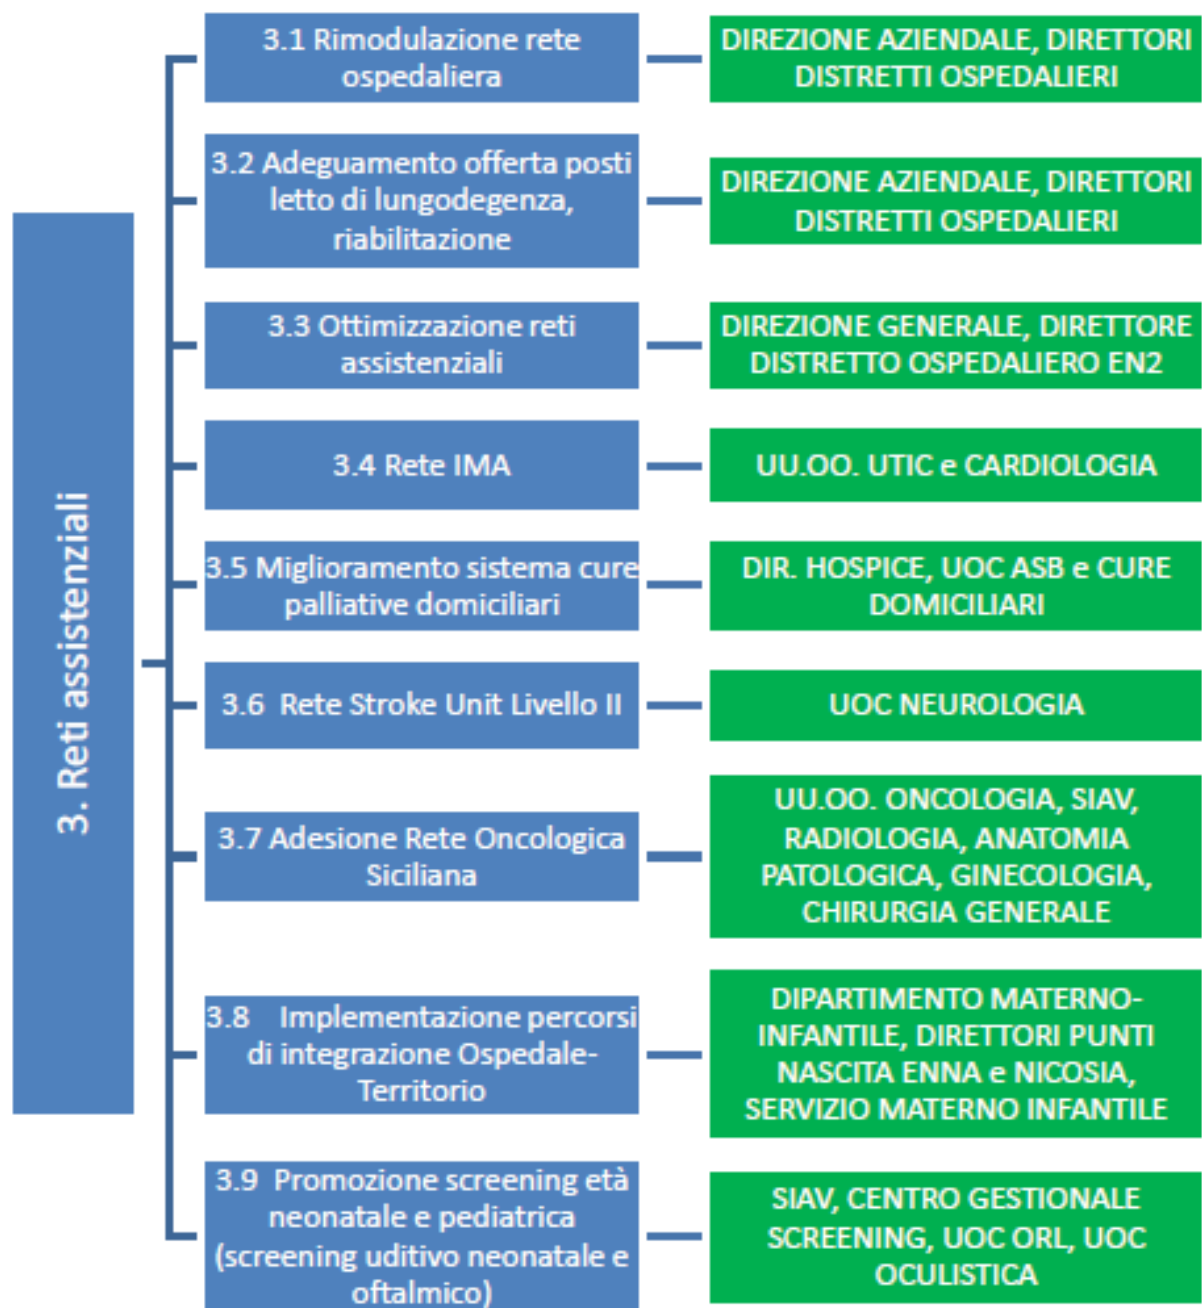 3. Reti assistenziali
3.1 Rimodulazione rete
ospedaliera
DIREZIONE AZIENDALE, DIRETTORI
DISTRETTI OSPEDALIERI
3.2 Adeguamento offerta posti
letto di lungodegenza,
riabilitazione
DIREZIONE AZIENDALE, DIRETTORI
DISTRETTI OSPEDALIERI
3.3 Ottimizzazione reti
assistenziali
DIREZIONE GENERALE, DIRETTORE
DISTRETTO OSPEDALIERO EN2
3.4 Rete IMA
UU.OO. UTIC e CARDIOLOGIA
3.5 Miglioramento sistema cure
palliative domiciliari
DIR. HOSPICE, UOC ASB e CURE
DOMICILIARI
3.6 Rete Stroke Unit Livello II
UOC NEUROLOGIA
3.7 Adesione Rete Oncologica
Siciliana
UU.OO. ONCOLOGIA, SIAV,
RADIOLOGIA, ANATOMIA
PATOLOGICA, GINECOLOGIA,
CHIRURGIA GENERALE
3.8 Implementazione percorsi
di integrazione Ospedale-
Territorio
DIPARTIMENTO MATERNO-
INFANTILE, DIRETTORI PUNTI
NASCITA ENNA e NICOSIA,
SERVIZIO MATERNO INFANTILE
3.9 Promozione screening età
neonatale e pediatrica
(screening uditivo neonatale e
oftalmico)
SIAV, CENTRO GESTIONALE
SCREENING, UOC ORL, UOC
OCULISTICA